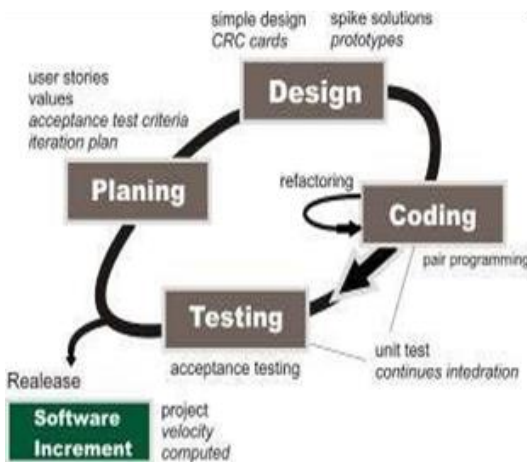 simple design
CRC cards
spike solutions
prototypes
Design
user stories
values
acceptance test criteria
iteration plan
Planing
refactoring
Coding
pair programming
Testing
acceptance testing
unit test
continues intedration
Realease
Software
Increment
project
velocity
computed